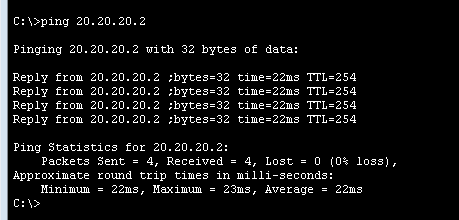 C:\>ping 20.20.20.2
Pinging 20.20.20.2 with 32 bytes of data:
Reply from 20.20.20.2 ;bytes=32 time=22ms TTL=254
Reply from 20.20.20.2 ;bytes=32 time=22ms TTL=254
Reply from 20.20.20.2 ;bytes=32 time=22ms TTL=254
Reply from 20.20.20.2 ;bytes=32 time=22ms TTL=254
Ping Statistics for 20.20.20.2:
Packets Sent = 4, Received = 4, Lost = 0 (0% loss),
Approximate round trip times in milli-seconds:
Minimum = 22ms, Maximum = 23ms, Average = 22ms
C:\>